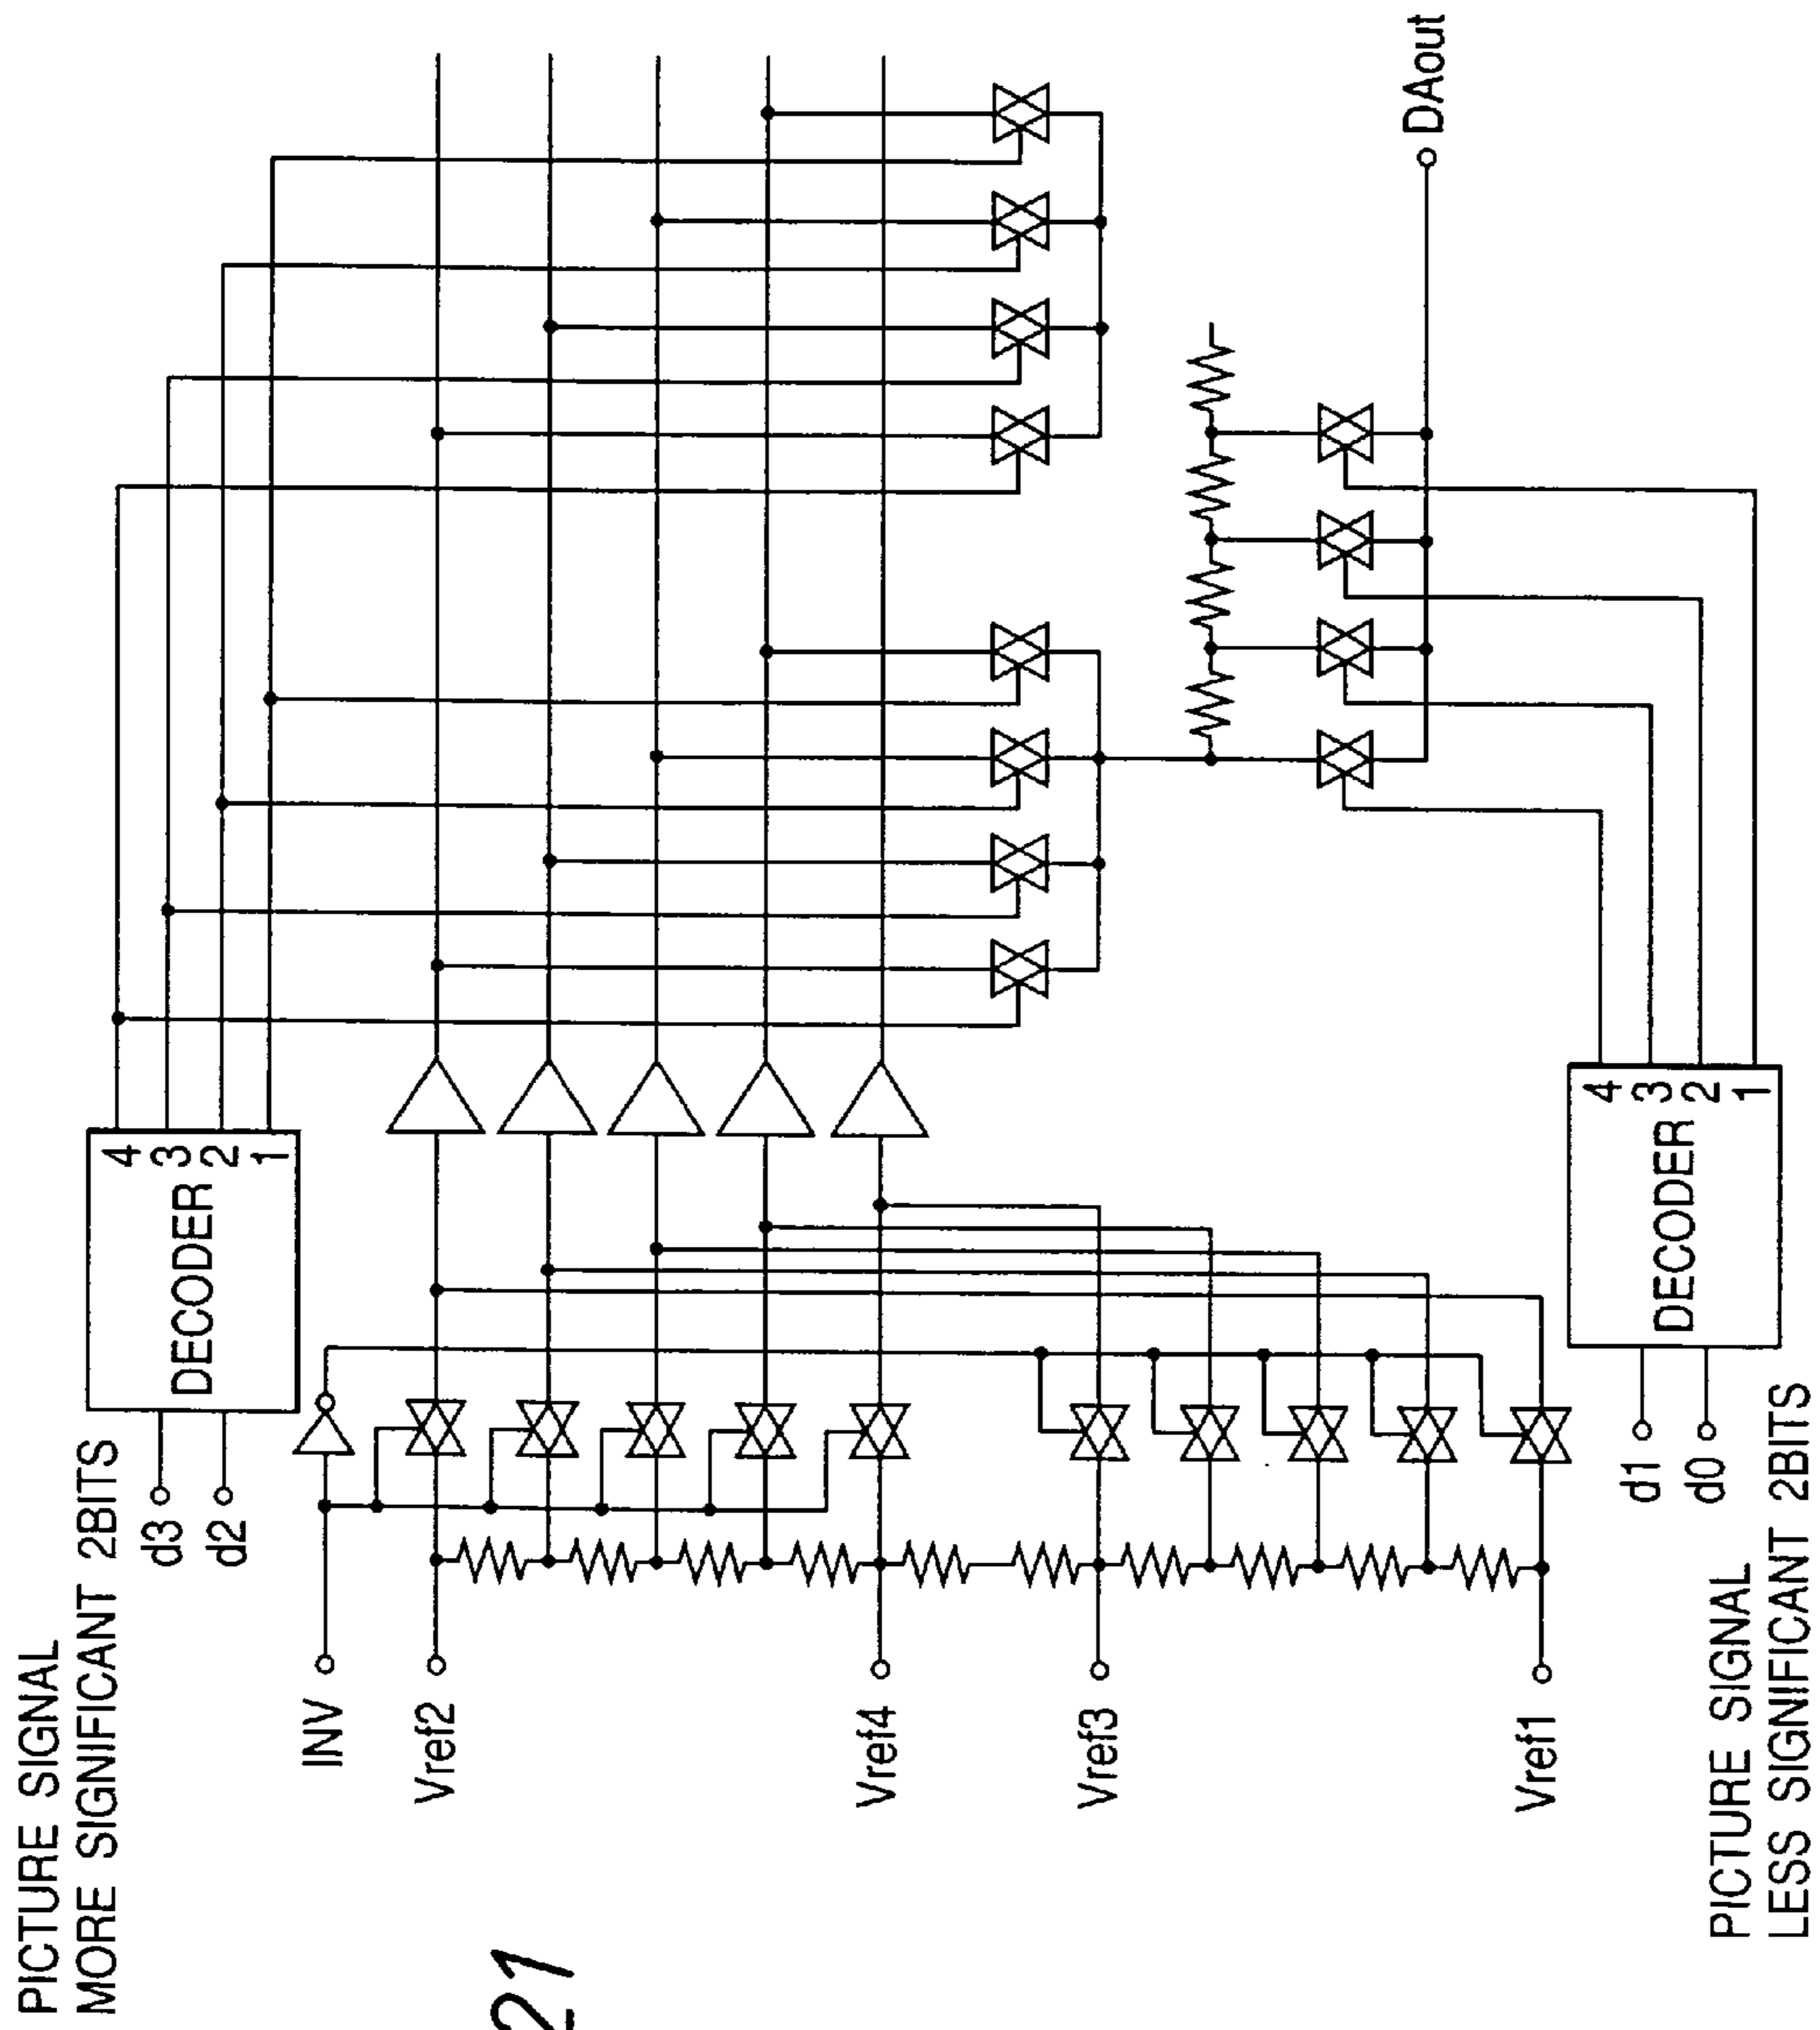 PICTURE SIGNAL
MORE SIGNIFICANT 2BITS
d3
d2
DECODER
4
3
2
1
INV
Vref2
Vref4
Vref3
Vref1
21
PICTURE SIGNAL
LESS SIGNIFICANT 2BITS
d1
d0
DECODER
4
3
2
1
DAout